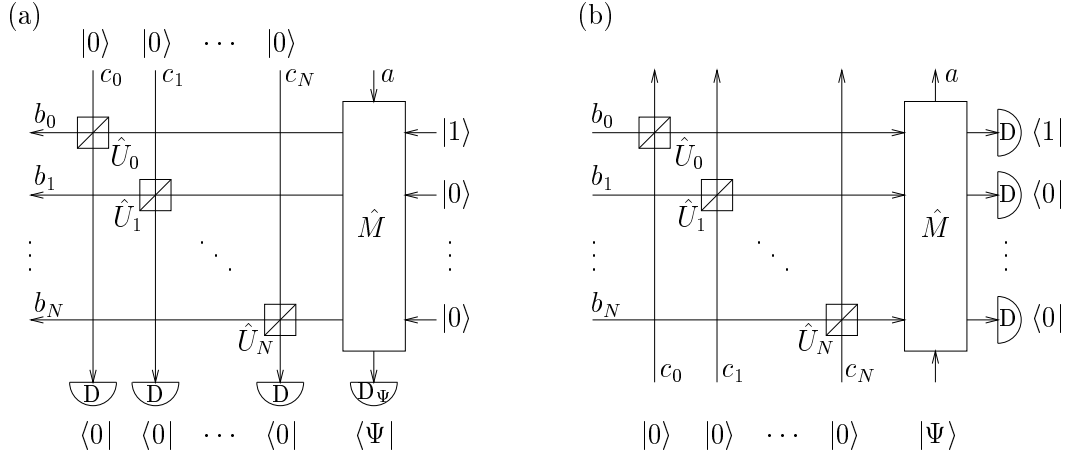 (a) (b)
|0⟩ |0⟩ ··· |0⟩
c₀ c₁ c_N a a
b₀ D ⟨1| b₀ |1⟩
Û₀ Û₀
b₁ |0⟩ b₁ D ⟨0|
Û₁ M̂ Û₁ M̂
⋮ ⋱ ⋮ ⋮ ⋱ ⋮
b_N |0⟩ b_N D ⟨0|
Û_N Û_N
c₀ c₁ c_N
D D D D_Ψ
⟨0| ⟨0| ··· ⟨0| ⟨Ψ| |0⟩ |0⟩ ··· |0⟩ |Ψ⟩